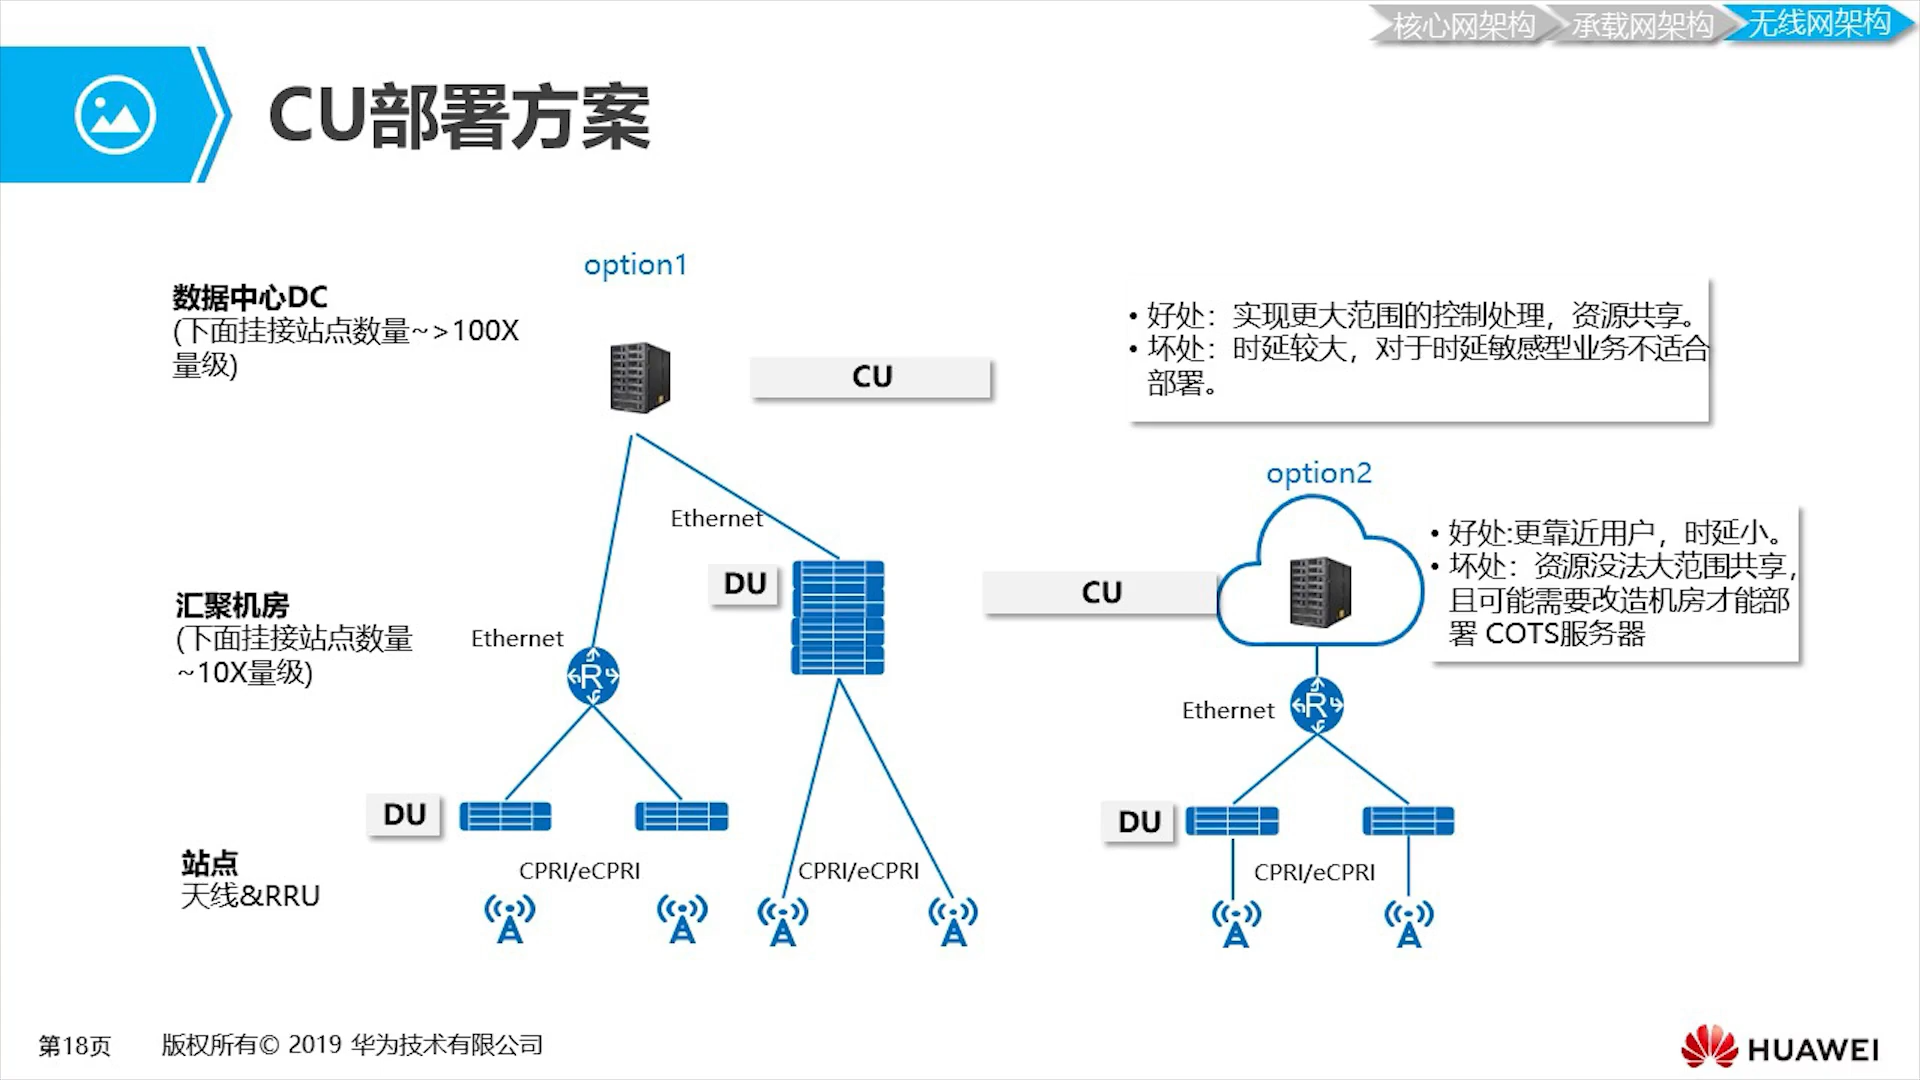 核心网架构
承载网架构
无线网架构
CU部署方案
option1
数据中心DC
(下面挂接站点数量~>100X
量级)
CU
• 好处：实现更大范围的控制处理，资源共享。
• 坏处：时延较大，对于时延敏感型业务不适合
部署。
option2
Ethernet
DU
CU
• 好处:更靠近用户，时延小。
• 坏处：资源没法大范围共享，
且可能需要改造机房才能部
署 COTS服务器
汇聚机房
(下面挂接站点数量
~10X量级)
Ethernet
R
Ethernet
R
DU
DU
站点
天线&RRU
CPRI/eCPRI
CPRI/eCPRI
CPRI/eCPRI
第18页
版权所有© 2019 华为技术有限公司
HUAWEI